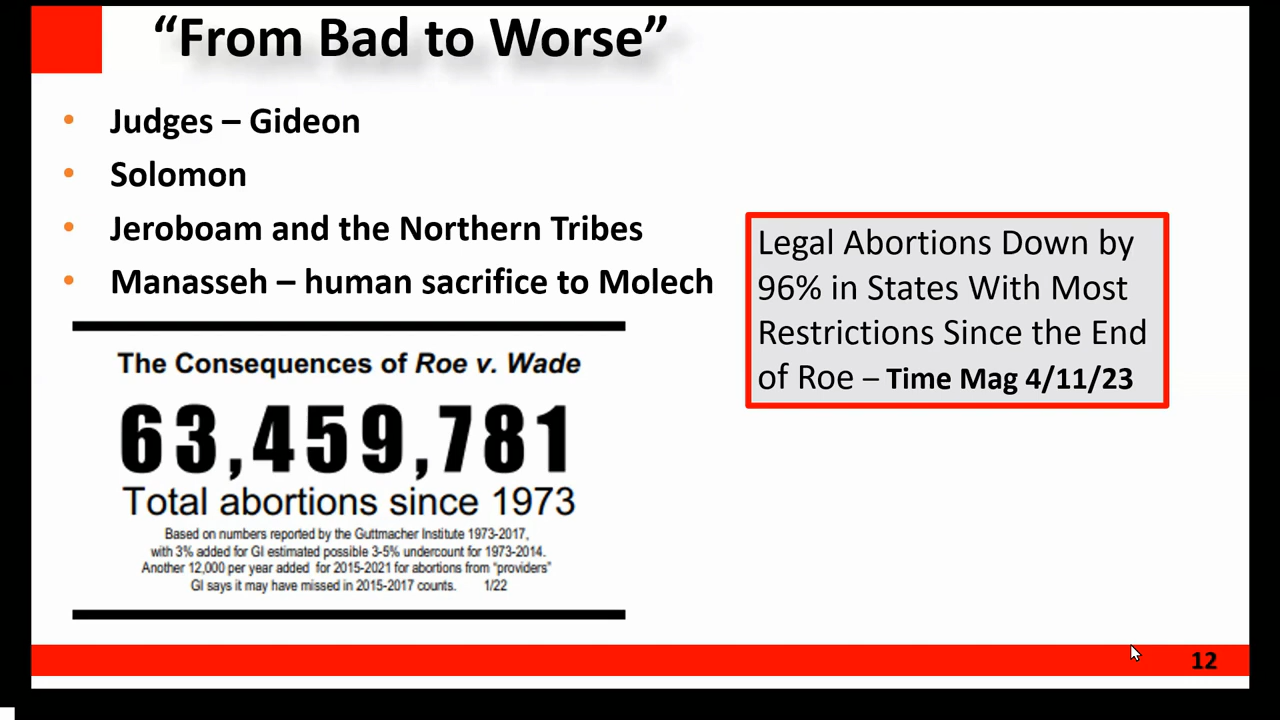 “From Bad to Worse”
• Judges – Gideon
• Solomon
• Jeroboam and the Northern Tribes
• Manasseh – human sacrifice to Molech
Legal Abortions Down by
96% in States With Most
Restrictions Since the End
of Roe – Time Mag 4/11/23
The Consequences of Roe v. Wade
63,459,781
Total abortions since 1973
Based on numbers reported by the Guttmacher Institute 1973-2017,
with 3% added for GI estimated possible 3-5% undercount for 1973-2014.
Another 12,000 per year added for 2015-2021 for abortions from “providers”
GI says it may have missed in 2015-2017 counts. 1/22
12